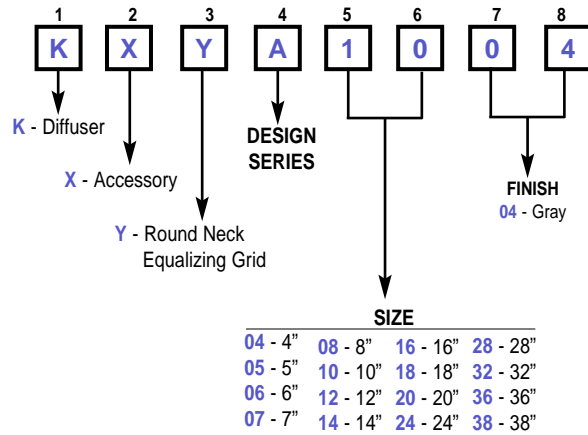 1 2 3 4 5 6 7 8
K X Y A 1 0 0 4
K - Diffuser
X - Accessory
Y - Round Neck
Equalizing Grid
DESIGN
SERIES
FINISH
04 - Gray
SIZE
04 - 4” 08 - 8” 16 - 16” 28 - 28”
05 - 5” 10 - 10” 18 - 18” 32 - 32”
06 - 6” 12 - 12” 20 - 20” 36 - 36”
07 - 7” 14 - 14” 24 - 24” 38 - 38”